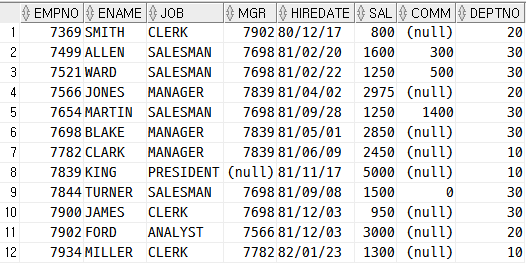 EMPNO ENAME JOB MGR HIREDATE SAL COMM DEPTNO
1 7369 SMITH CLERK 7902 80/12/17 800 (null) 20
2 7499 ALLEN SALESMAN 7698 81/02/20 1600 300 30
3 7521 WARD SALESMAN 7698 81/02/22 1250 500 30
4 7566 JONES MANAGER 7839 81/04/02 2975 (null) 20
5 7654 MARTIN SALESMAN 7698 81/09/28 1250 1400 30
6 7698 BLAKE MANAGER 7839 81/05/01 2850 (null) 30
7 7782 CLARK MANAGER 7839 81/06/09 2450 (null) 10
8 7839 KING PRESIDENT (null) 81/11/17 5000 (null) 10
9 7844 TURNER SALESMAN 7698 81/09/08 1500 0 30
10 7900 JAMES CLERK 7698 81/12/03 950 (null) 30
11 7902 FORD ANALYST 7566 81/12/03 3000 (null) 20
12 7934 MILLER CLERK 7782 82/01/23 1300 (null) 10